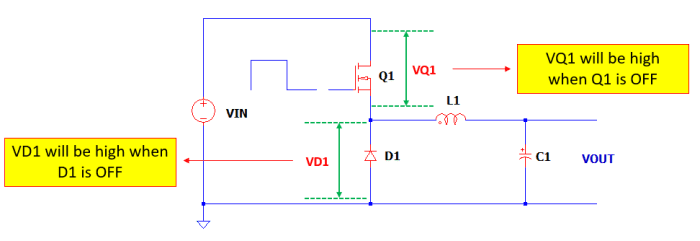 VQ1 will be high
when Q1 is OFF
Q1
VQ1
L1
VIN
VD1 will be high when
D1 is OFF
VD1
D1
C1
VOUT